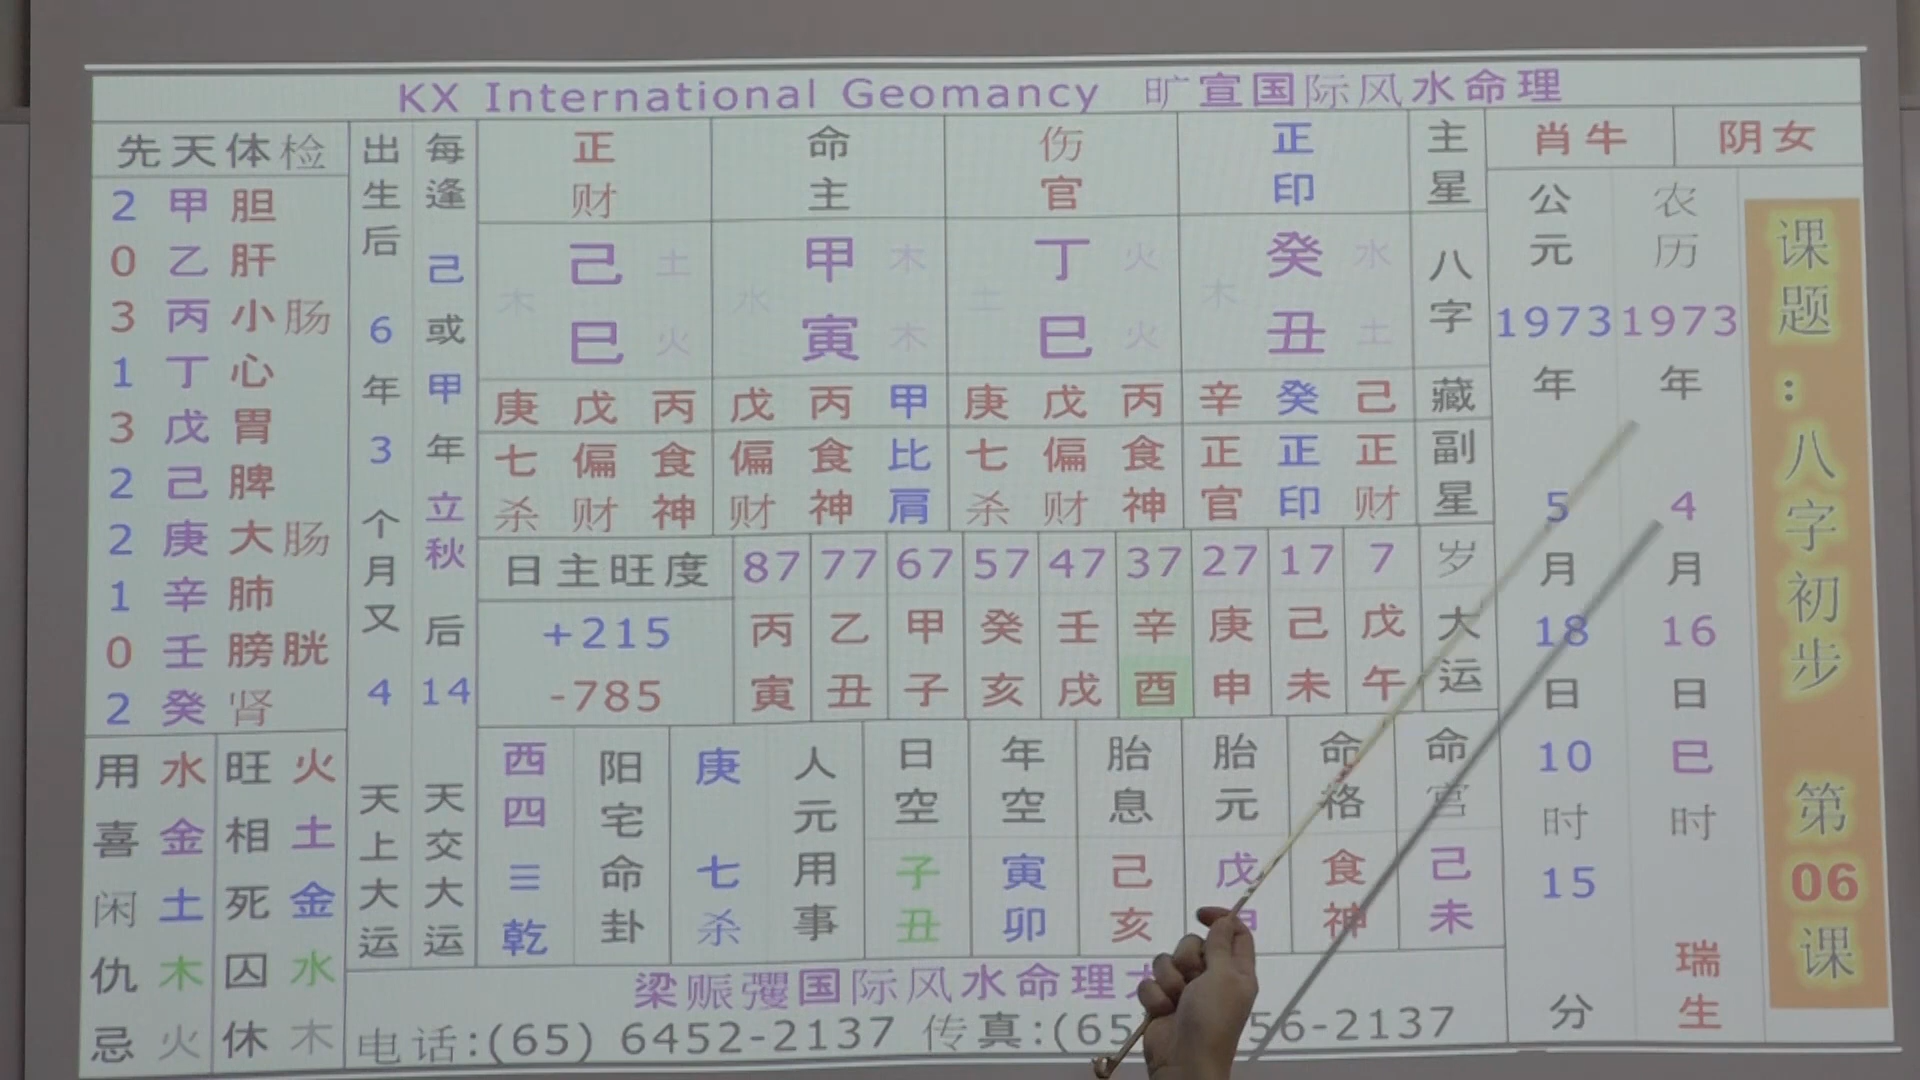 KX International Geomancy 旷宣国际风水命理
先天体检
2 甲 胆
0 乙 肝
3 丙 小肠
1 丁 心
3 戊 胃
2 己 脾
2 庚 大肠
1 辛 肺
0 壬 膀胱
2 癸 肾
用 水 旺 火
喜 金 相 土
闲 土 死 金
仇 木 囚 水
忌 火 休 木
出生后 6 年 3 个月又 4 天上大运
每逢 己 或 甲 年 立秋 后 14 天交大运
正财 命主 伤官 正印 主星
己 土 甲 木 丁 火 癸 水 八字
木 水 土 木
巳 火 寅 木 巳 火 丑 土
庚 戊 丙 戊 丙 甲 庚 戊 丙 辛 癸 己 藏
七杀 偏财 食神 偏财 食神 比肩 七杀 偏财 食神 正官 正印 正财 副星
日主旺度 87 77 67 57 47 37 27 17 7 岁
+215
-785
丙寅 乙丑 甲子 癸亥 壬戌 辛酉 庚申 己未 戊午 大运
西四 ☰ 乾 阳宅命卦
庚 七杀 人元用事
日空 子丑
年空 寅卯
胎息 己亥
胎元 戊
命格 食神
命宫 己未
梁赈彏国际风水命理
电话:(65) 6452-2137 传真:(65) 56-2137
肖牛 阴女
公元 1973 年 5 月 18 日 10 时 15 分
农历 1973 年 4 月 16 日 巳 时 瑞生
课题:八字初步 第06课